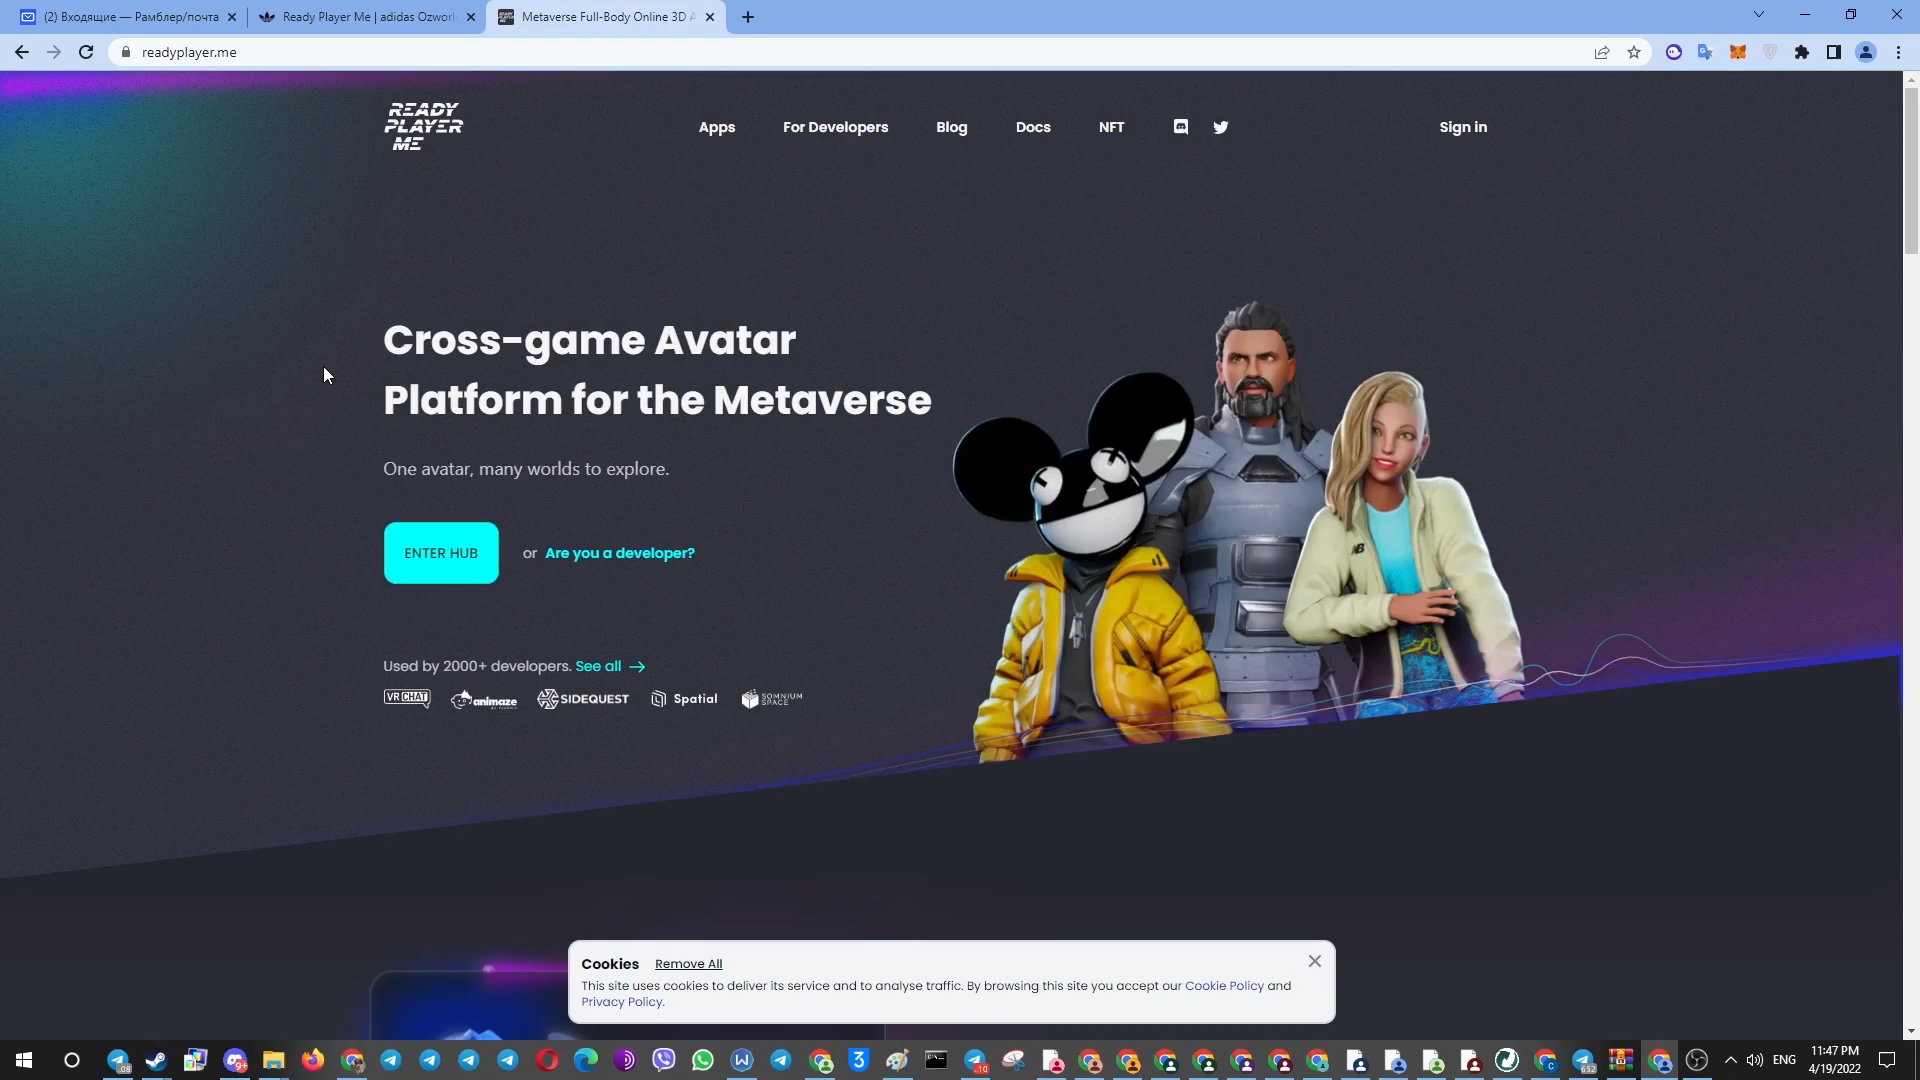 (2) Входящие — Рамблер/почта
Ready Player Me | adidas Ozworl
Metaverse Full-Body Online 3D A
readyplayer.me
READY
PLAYER
ME
Apps
For Developers
Blog
Docs
NFT
Sign in
Cross-game Avatar
Platform for the Metaverse
One avatar, many worlds to explore.
ENTER HUB
or Are you a developer?
Used by 2000+ developers. See all →
VRCHAT
animaze
SIDEQUEST
Spatial
SOMNIUM
SPACE
Cookies Remove All
This site uses cookies to deliver its service and to analyse traffic. By browsing this site you accept our Cookie Policy and
Privacy Policy.
ENG
11:47 PM
4/19/2022